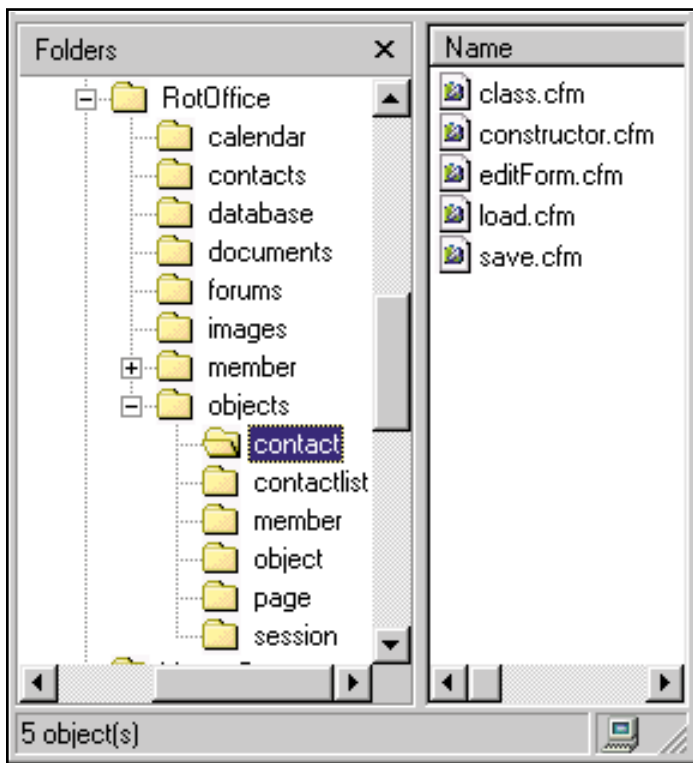 Folders
RotOffice
calendar
contacts
database
documents
forums
images
member
objects
contact
contactlist
member
object
page
session
Name
class.cfm
constructor.cfm
editForm.cfm
load.cfm
save.cfm
5 object(s)